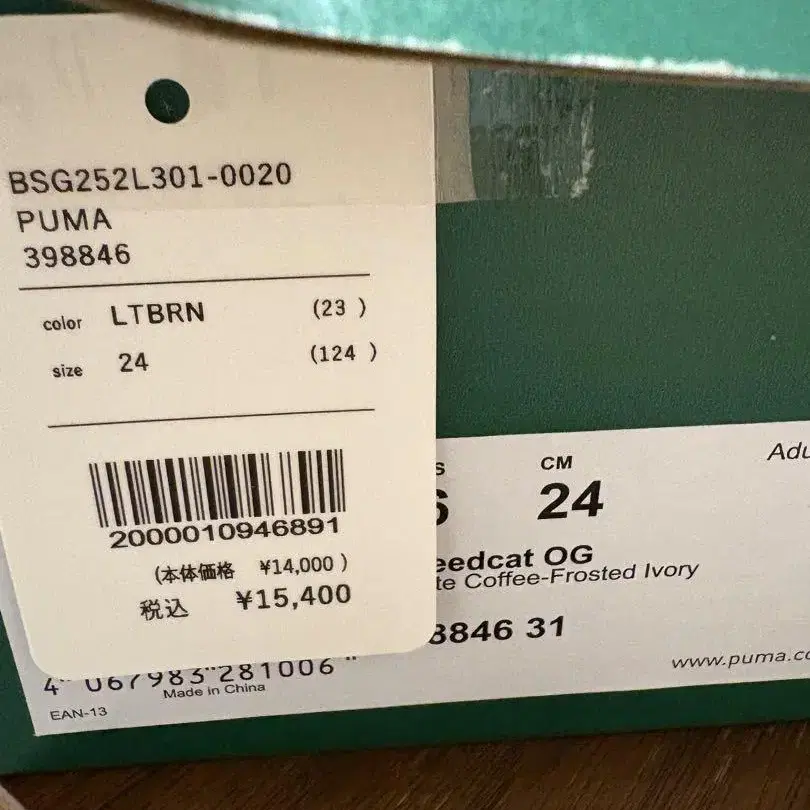 BSG252L301-0020
PUMA
398846
color LTBRN (23 )
size 24 (124 )
2000010946891
(本体価格 ¥14,000 )
税込 ¥15,400
CM
24
eedcat OG
te Coffee-Frosted Ivory
8846 31
www.puma.co
4 067983 281006
Made in China
EAN-13